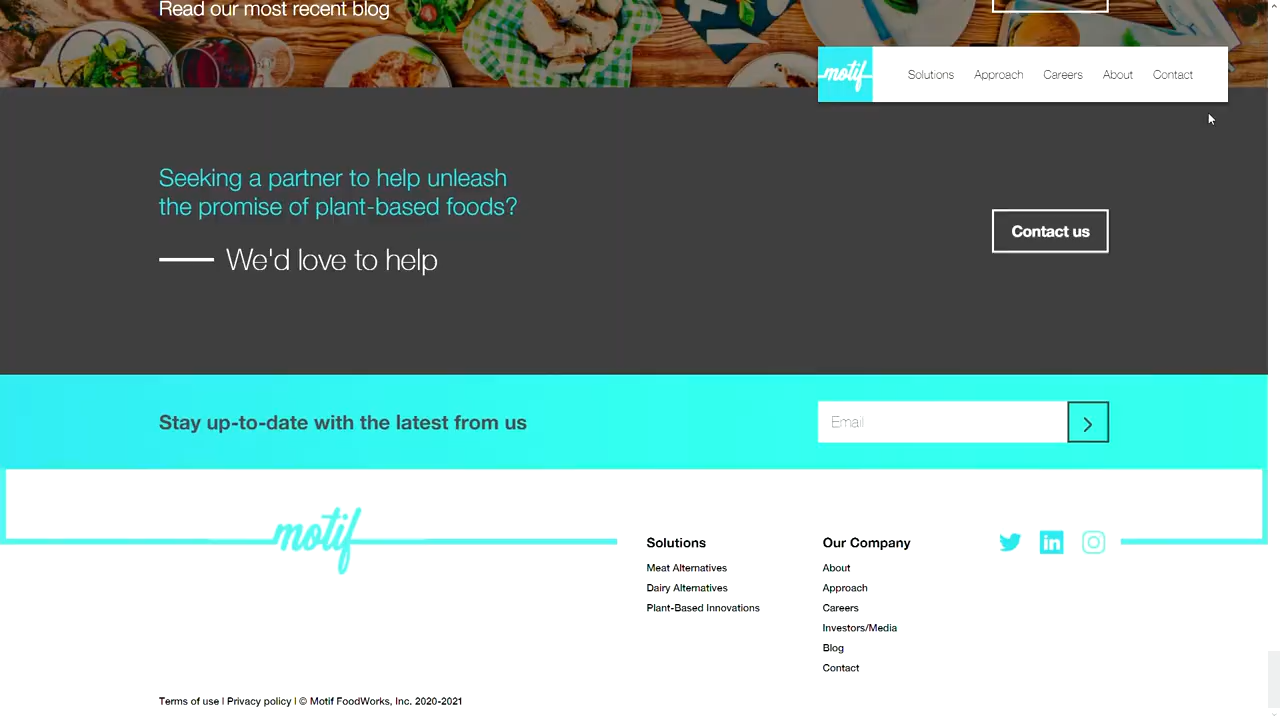 Read our most recent blog
motif
Solutions
Approach
Careers
About
Contact
Seeking a partner to help unleash
the promise of plant-based foods?
We'd love to help
Contact us
Stay up-to-date with the latest from us
Email
motif
Solutions
Meat Alternatives
Dairy Alternatives
Plant-Based Innovations
Our Company
About
Approach
Careers
Investors/Media
Blog
Contact
in
Terms of use | Privacy policy | © Motif FoodWorks, Inc. 2020-2021